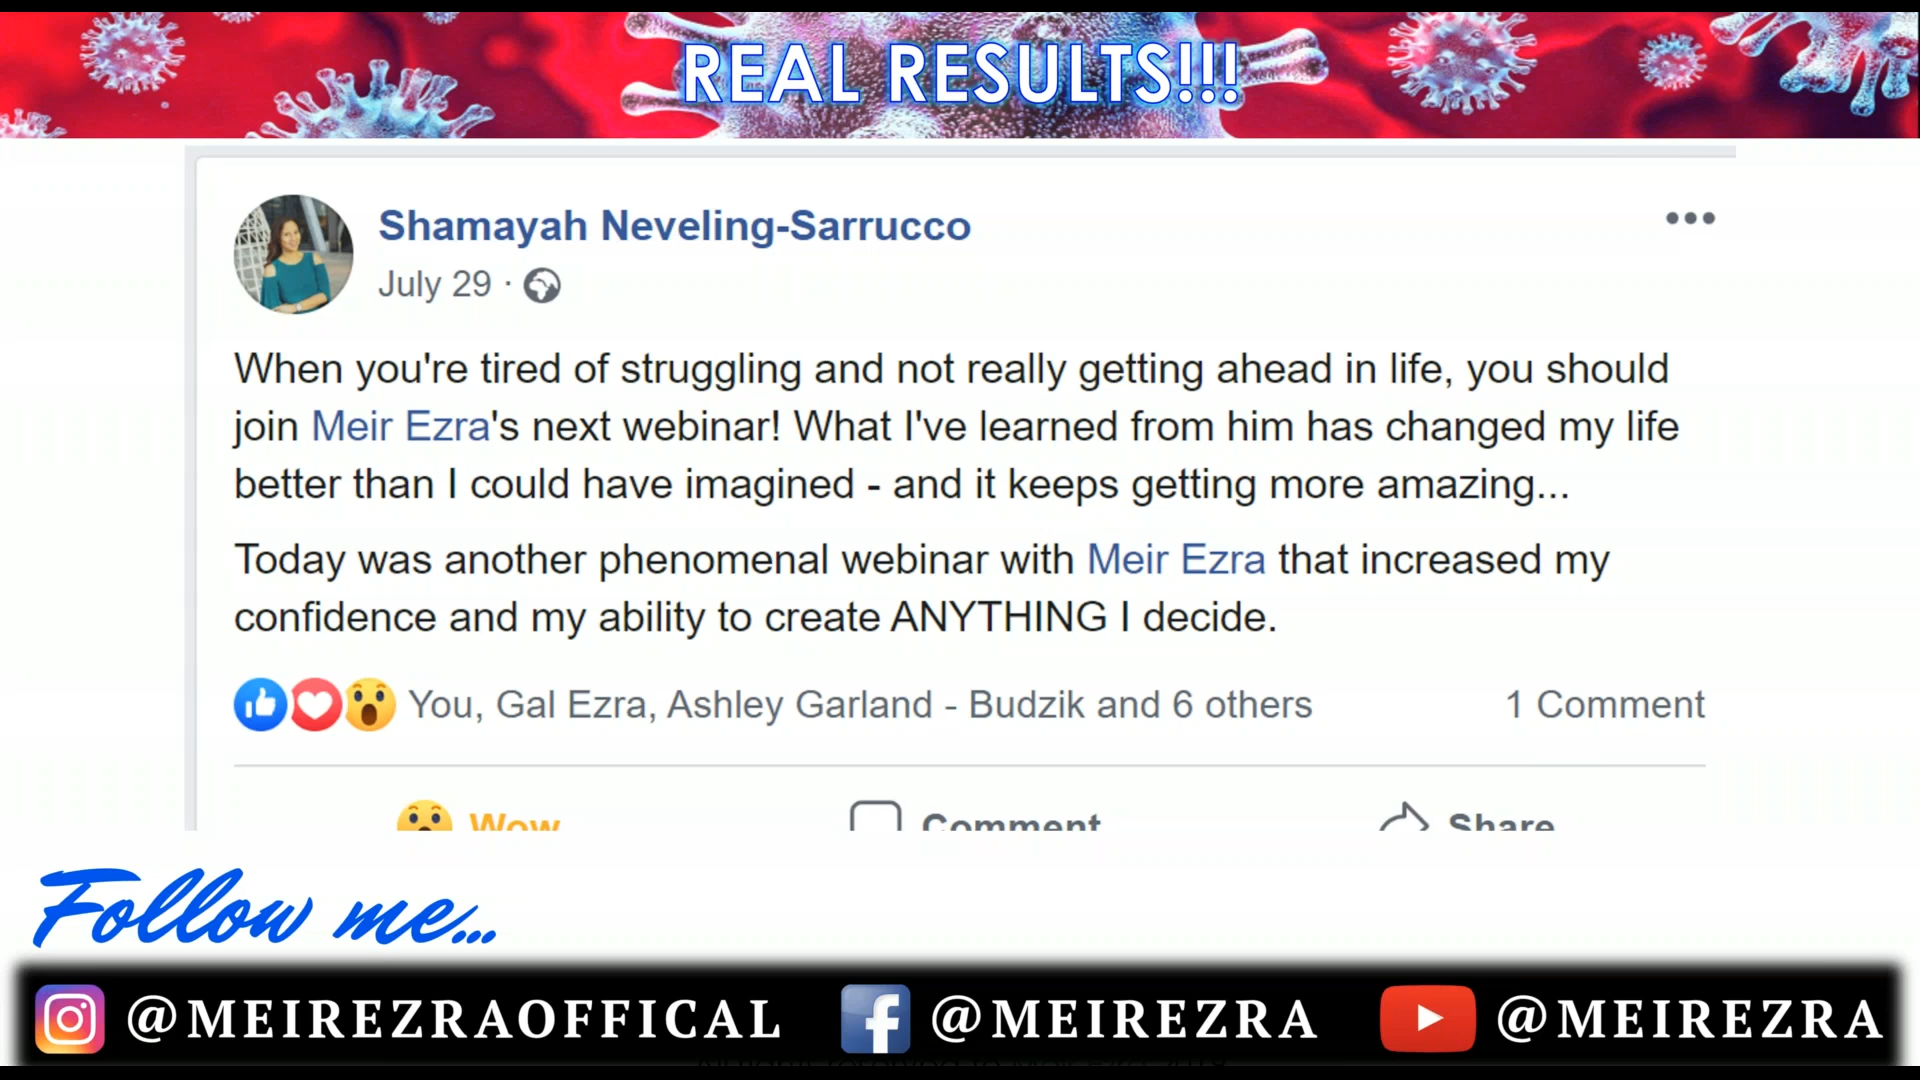 REAL RESULTS!!!
Shamayah Neveling-Sarrucco
July 29 ·
When you're tired of struggling and not really getting ahead in life, you should
join Meir Ezra's next webinar! What I've learned from him has changed my life
better than I could have imagined - and it keeps getting more amazing...
Today was another phenomenal webinar with Meir Ezra that increased my
confidence and my ability to create ANYTHING I decide.
You, Gal Ezra, Ashley Garland - Budzik and 6 others 1 Comment
Wow Comment Share
Follow me...
@MEIREZRAOFFICAL @MEIREZRA @MEIREZRA